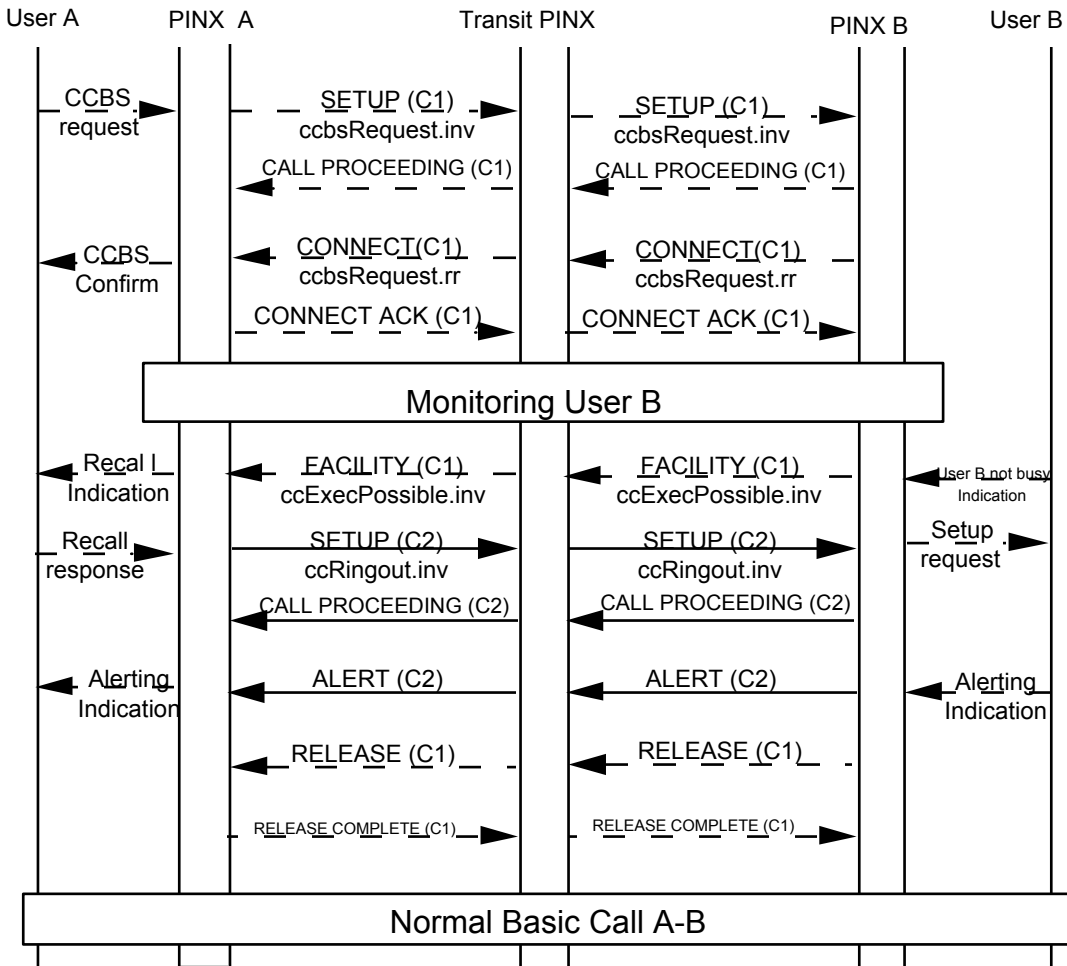 User A PINX A Transit PINX PINX B User B
CCBS
request
SETUP (C1)
ccbsRequest.inv
SETUP (C1)
ccbsRequest.inv
CALL PROCEEDING (C1)
CALL PROCEEDING (C1)
CCBS
Confirm
CONNECT(C1)
ccbsRequest.rr
CONNECT(C1)
ccbsRequest.rr
CONNECT ACK (C1)
CONNECT ACK (C1)
Monitoring User B
Recal l
Indication
FACILITY (C1)
ccExecPossible.inv
FACILITY (C1)
ccExecPossible.inv
User B not busy
Indication
Recall
response
SETUP (C2)
ccRingout.inv
SETUP (C2)
ccRingout.inv
Setup
request
CALL PROCEEDING (C2)
CALL PROCEEDING (C2)
Alerting
Indication
ALERT (C2)
ALERT (C2)
Alerting
Indication
RELEASE (C1)
RELEASE (C1)
RELEASE COMPLETE (C1)
RELEASE COMPLETE (C1)
Normal Basic Call A-B